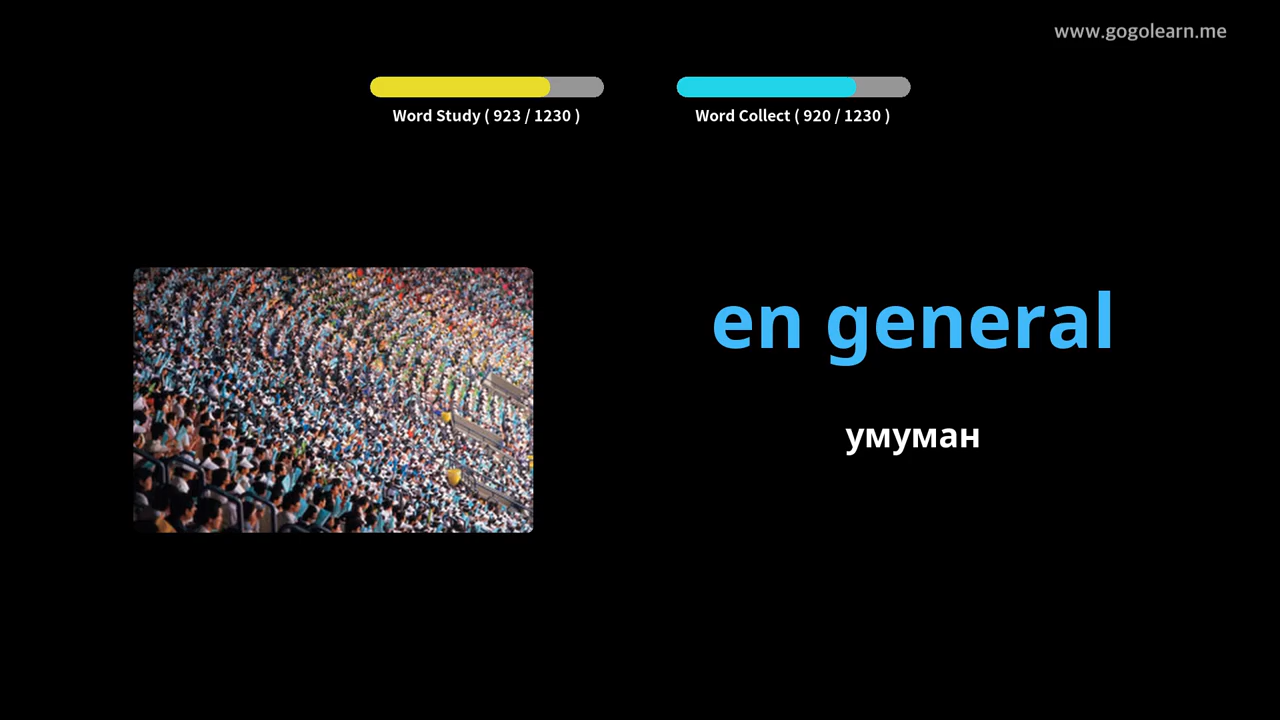 www.gogolearn.me
Word Study ( 923 / 1230 )
Word Collect ( 920 / 1230 )
en general
умуман